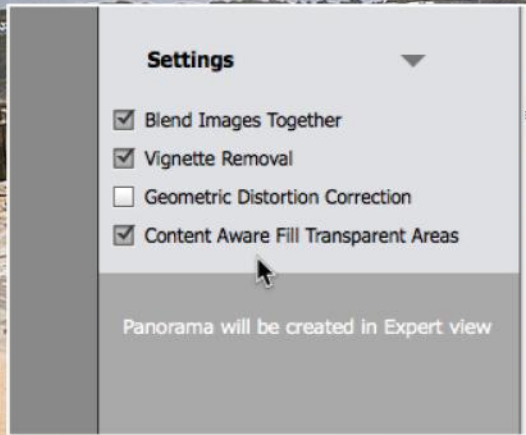 Settings
Blend Images Together
Vignette Removal
Geometric Distortion Correction
Content Aware Fill Transparent Areas
Panorama will be created in Expert view